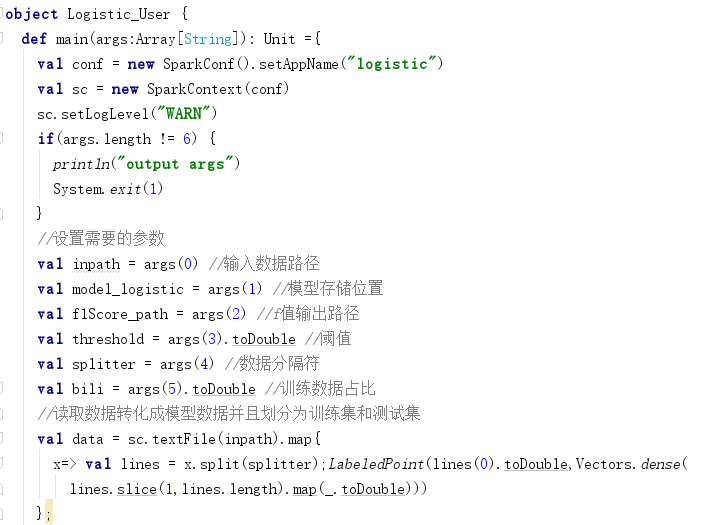 object Logistic_User {
def main(args:Array[String]): Unit ={
val conf = new SparkConf().setAppName("logistic")
val sc = new SparkContext(conf)
sc.setLogLevel("WARN")
if(args.length != 6) {
println("output args")
System.exit(1)
}
//设置需要的参数
val inpath = args(0) //输入数据路径
val model_logistic = args(1) //模型存储位置
val f1Score_path = args(2) //f值输出路径
val threshold = args(3).toDouble //阈值
val splitter = args(4) //数据分隔符
val bili = args(5).toDouble //训练数据占比
//读取数据转化成模型数据并且划分为训练集和测试集
val data = sc.textFile(inpath).map{
x=> val lines = x.split(splitter);LabeledPoint(lines(0).toDouble,Vectors.dense(
lines.slice(1,lines.length).map(_.toDouble)))
};